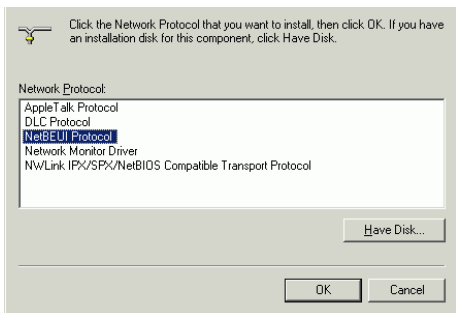 Click the Network Protocol that you want to install, then click OK. If you have
an installation disk for this component, click Have Disk.
Network Protocol:
AppleTalk Protocol
DLC Protocol
NetBEUI Protocol
Network Monitor Driver
NWLink IPX/SPX/NetBIOS Compatible Transport Protocol
Have Disk...
OK
Cancel